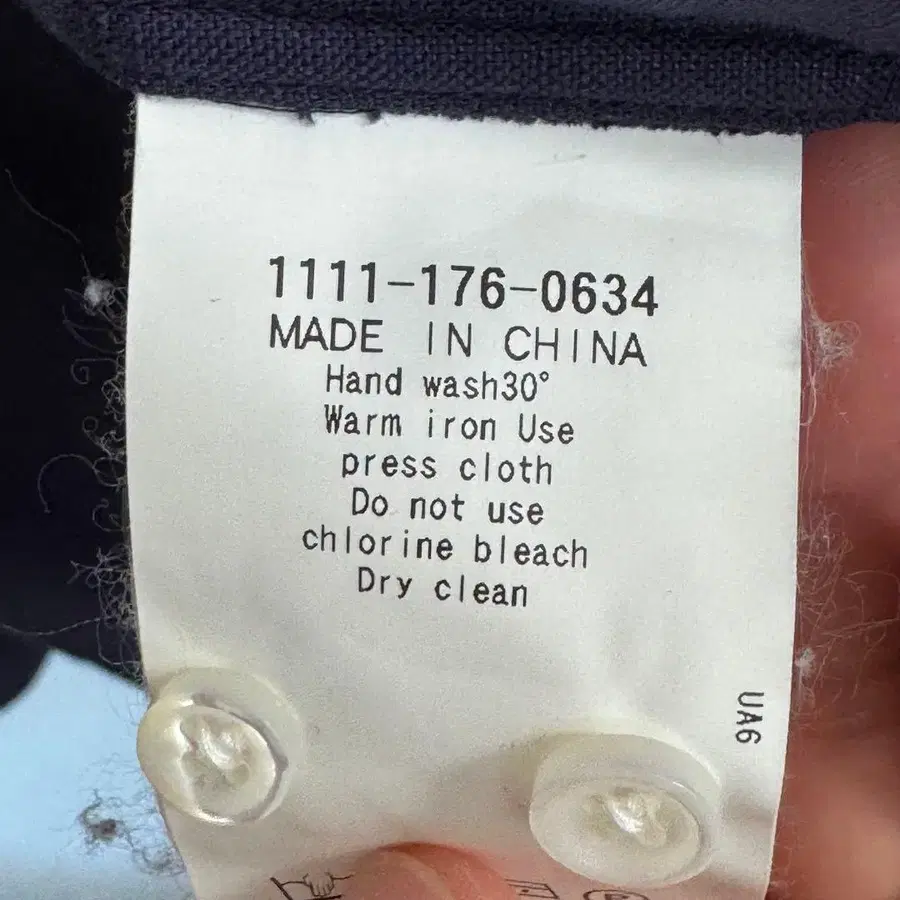 1111-176-0634
MADE IN CHINA
Hand wash30°
Warm iron Use
press cloth
Do not use
chlorine bleach
Dry clean
UA6